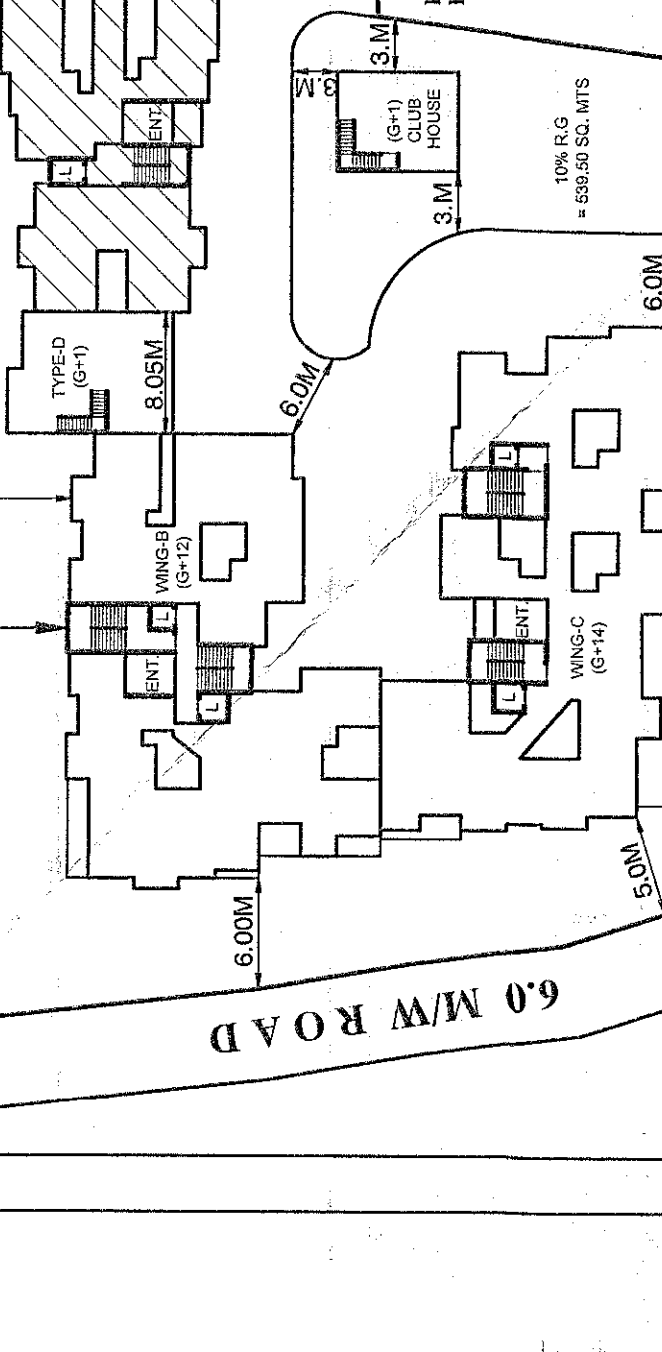 ENT.
L
3.M
3.M
(G+1)
CLUB
HOUSE
3.M
10% R.G
= 539.50 SQ. MTS
TYPE-D
(G+1)
8.05M
6.0M
6.0M
WING-B
(G+12)
L
ENT.
L
L
ENT.
WING-C
(G+14)
L
6.00M
5.0M
6.0 M/W ROAD